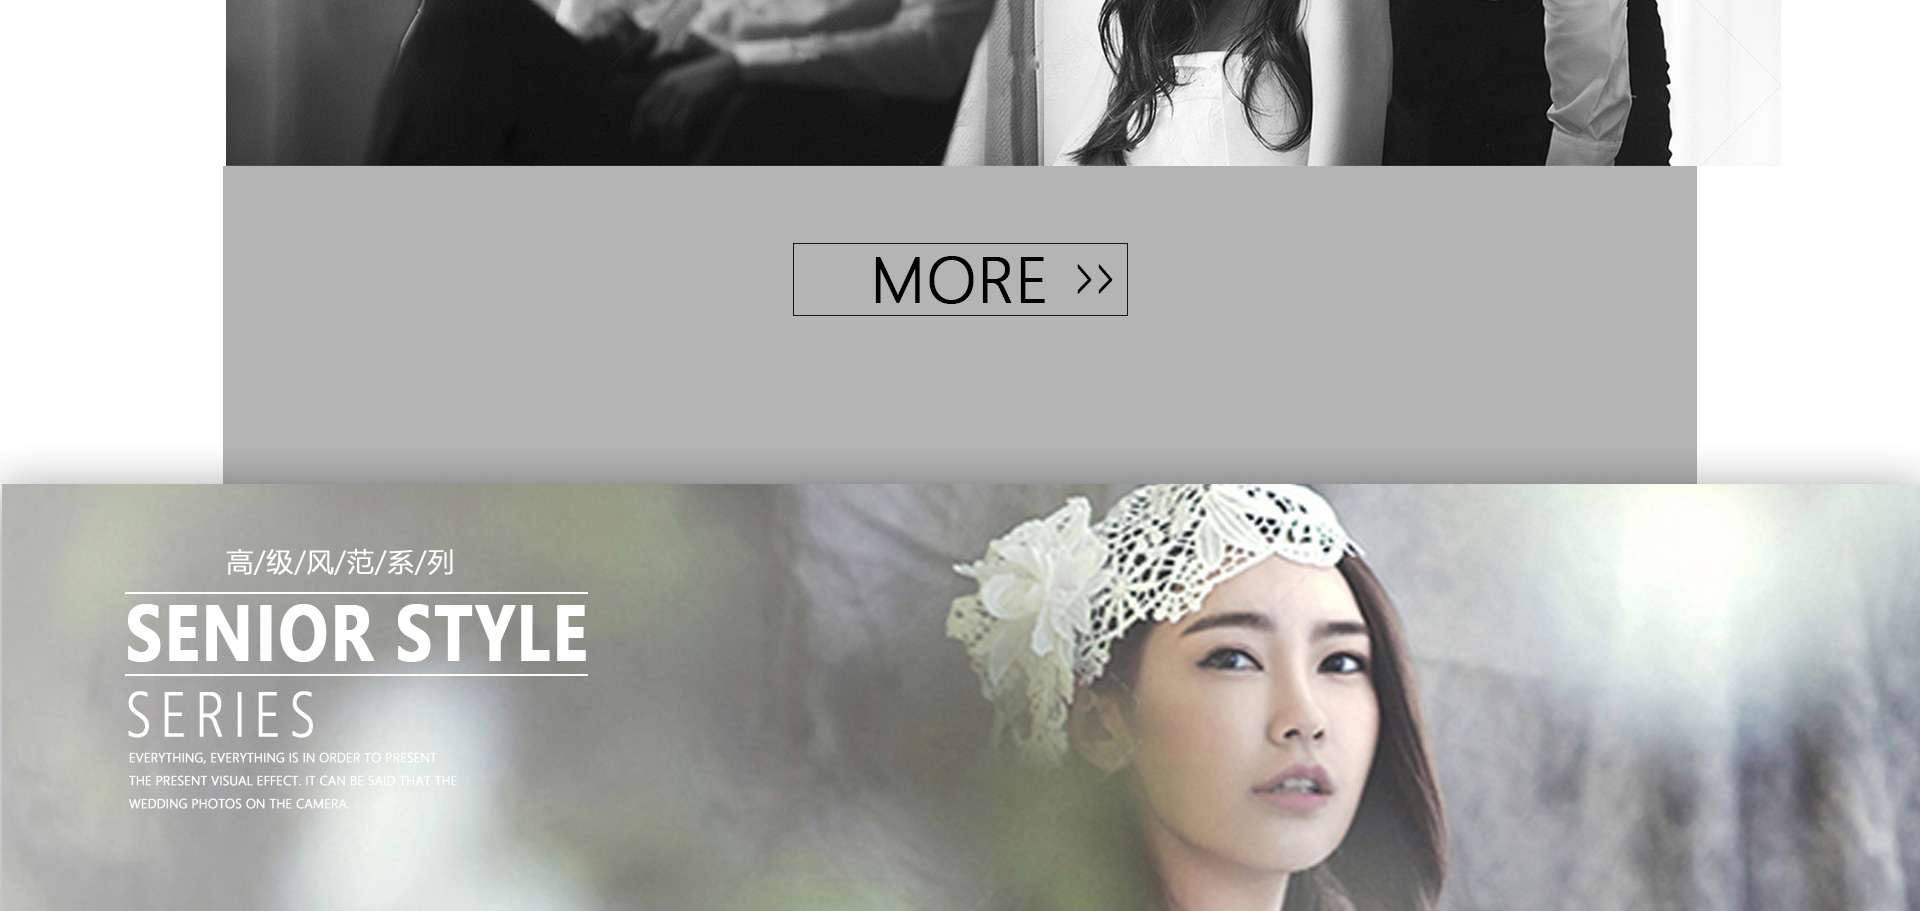 MORE >>
高/级/风/范/系/列
SENIOR STYLE
SERIES
EVERYTHING, EVERYTHING IS IN ORDER TO PRESENT
THE PRESENT VISUAL EFFECT. IT CAN BE SAID THAT THE
WEDDING PHOTOS ON THE CAMERA.